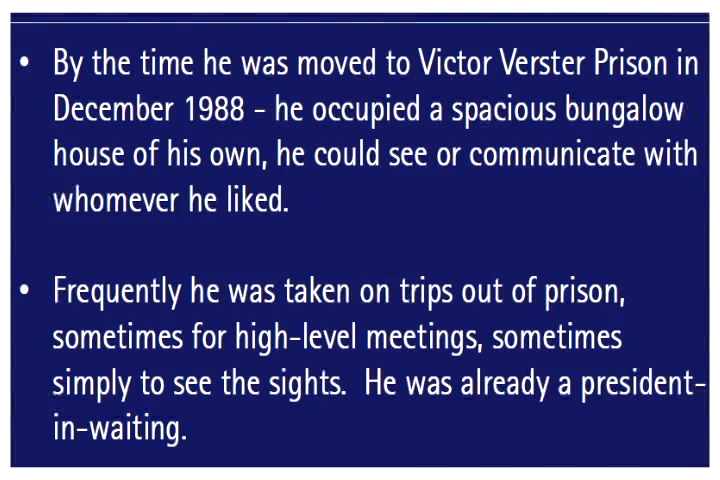 • By the time he was moved to Victor Verster Prison in
December 1988 - he occupied a spacious bungalow
house of his own, he could see or communicate with
whomever he liked.
• Frequently he was taken on trips out of prison,
sometimes for high-level meetings, sometimes
simply to see the sights.  He was already a president-
in-waiting.